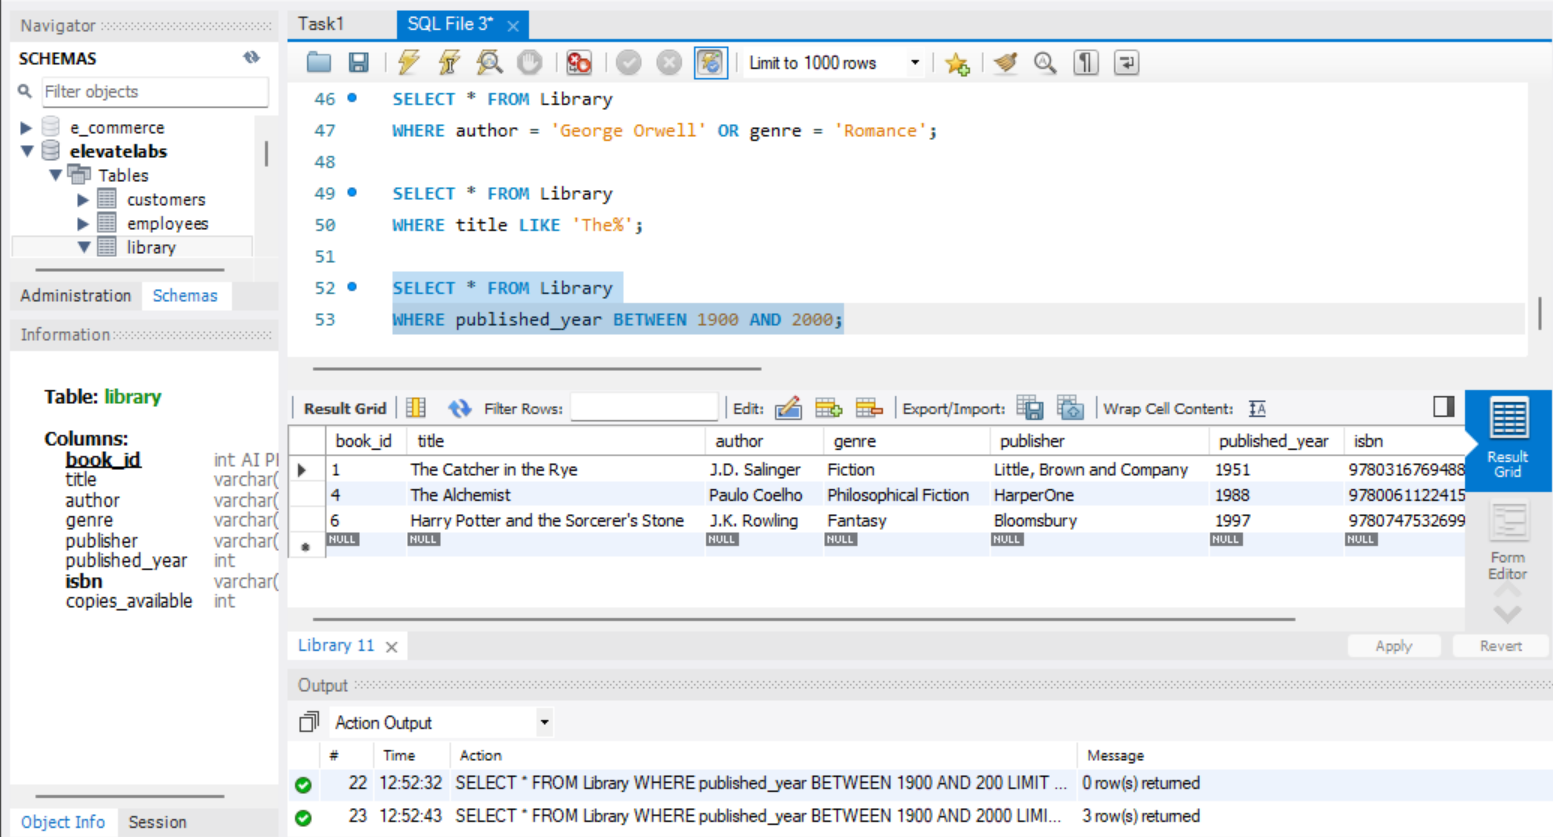 Navigator
SCHEMAS
Filter objects
e_commerce
elevatelabs
Tables
customers
employees
library
Administration Schemas
Information
Table: library
Columns:
book_id int AI PI
title varchar(
author varchar(
genre varchar(
publisher varchar(
published_year int
isbn varchar(
copies_available int
Object Info Session
Task1 SQL File 3*
Limit to 1000 rows
46 SELECT * FROM Library
47 WHERE author = 'George Orwell' OR genre = 'Romance';
48
49 SELECT * FROM Library
50 WHERE title LIKE 'The%';
51
52 SELECT * FROM Library
53 WHERE published_year BETWEEN 1900 AND 2000;
Result Grid Filter Rows: Edit: Export/Import: Wrap Cell Content: IA
book_id title author genre publisher published_year isbn
1 The Catcher in the Rye J.D. Salinger Fiction Little, Brown and Company 1951 9780316769488
4 The Alchemist Paulo Coelho Philosophical Fiction HarperOne 1988 9780061122415
6 Harry Potter and the Sorcerer's Stone J.K. Rowling Fantasy Bloomsbury 1997 9780747532699
NULL NULL NULL NULL NULL NULL NULL
Result
Grid
Form
Editor
Library 11 Apply Revert
Output
Action Output
# Time Action Message
22 12:52:32 SELECT * FROM Library WHERE published_year BETWEEN 1900 AND 200 LIMIT ... 0 row(s) returned
23 12:52:43 SELECT * FROM Library WHERE published_year BETWEEN 1900 AND 2000 LIMI... 3 row(s) returned